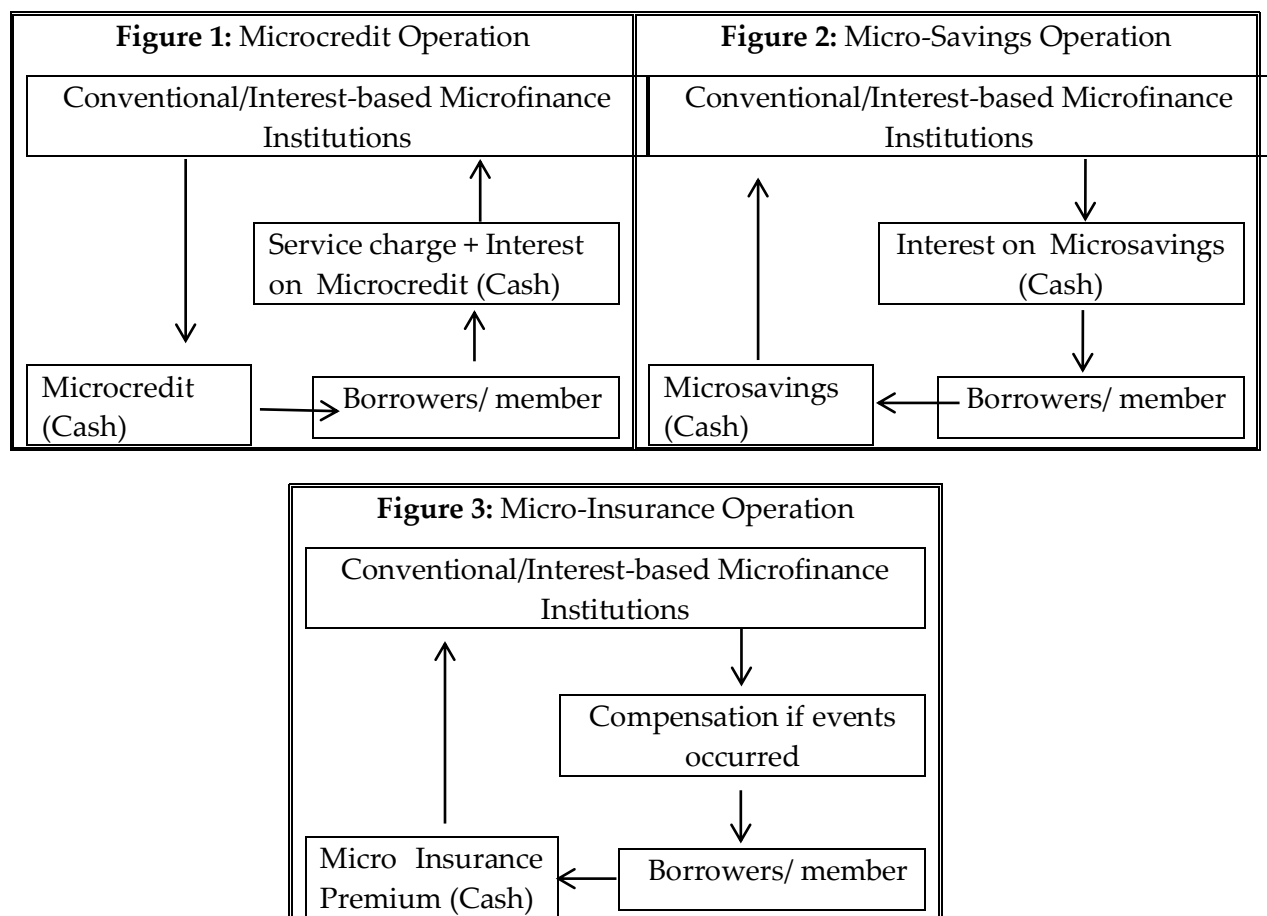 Figure 1: Microcredit Operation
Conventional/Interest-based Microfinance
Institutions
Service charge + Interest
on Microcredit (Cash)
Microcredit
(Cash)
Borrowers/ member
Figure 2: Micro-Savings Operation
Conventional/Interest-based Microfinance
Institutions
Interest on Microsavings
(Cash)
Microsavings
(Cash)
Borrowers/ member
Figure 3: Micro-Insurance Operation
Conventional/Interest-based Microfinance
Institutions
Compensation if events
occurred
Micro Insurance
Premium (Cash)
Borrowers/ member